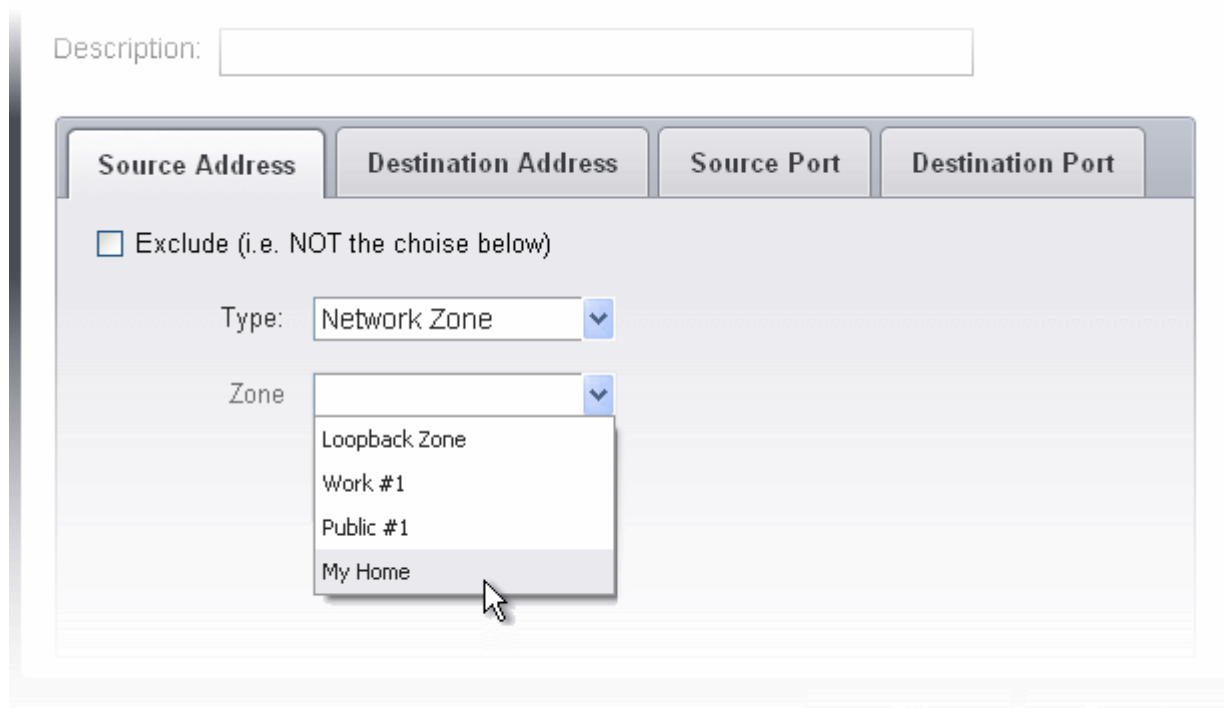 Description:
Source Address Destination Address Source Port Destination Port
Exclude (i.e. NOT the choise below)
Type: Network Zone
Zone
Loopback Zone
Work #1
Public #1
My Home